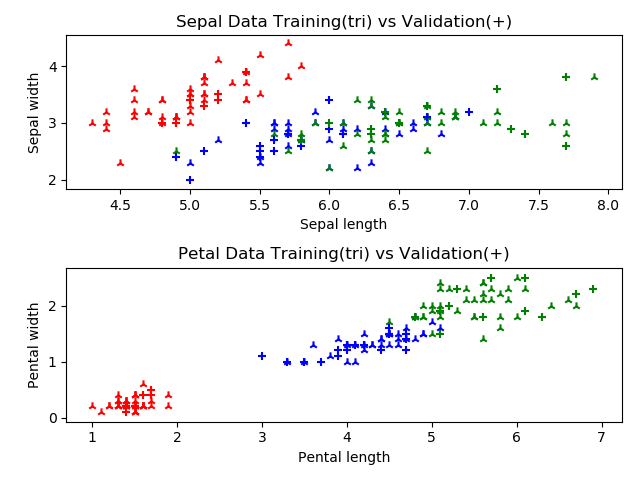 Sepal Data Training(tri) vs Validation(+)
Sepal width
4
3
2
4.5 5.0 5.5 6.0 6.5 7.0 7.5 8.0
Sepal length
Petal Data Training(tri) vs Validation(+)
Pental width
2
1
0
1 2 3 4 5 6 7
Pental length